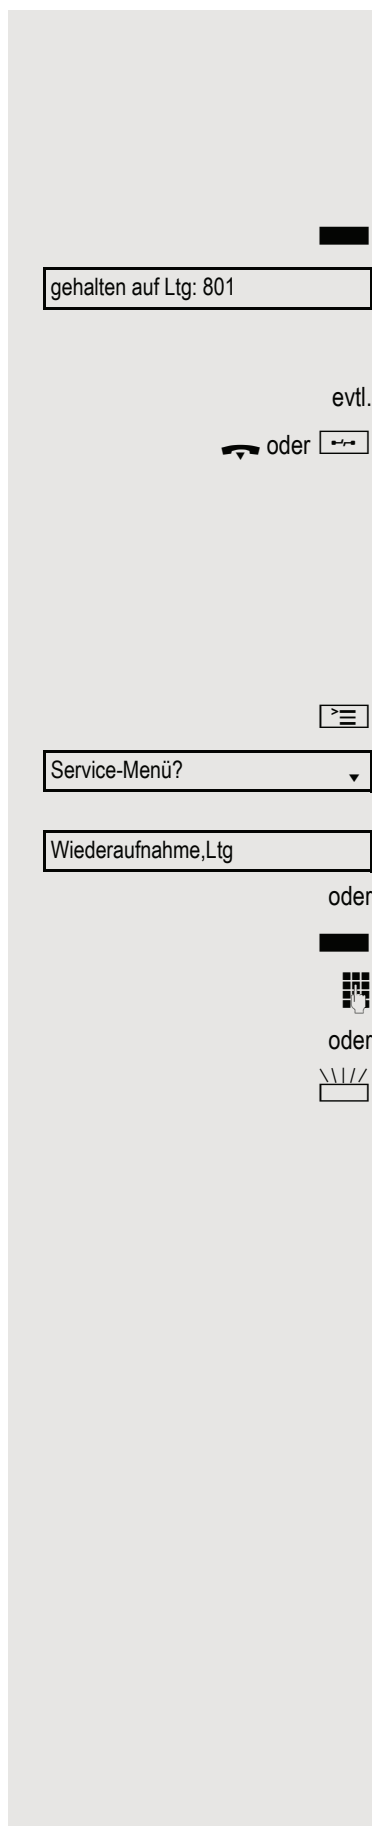 gehalten auf Ltg: 801
evtl.
oder
Service-Menü?
Wiederaufnahme,Ltg
oder
oder